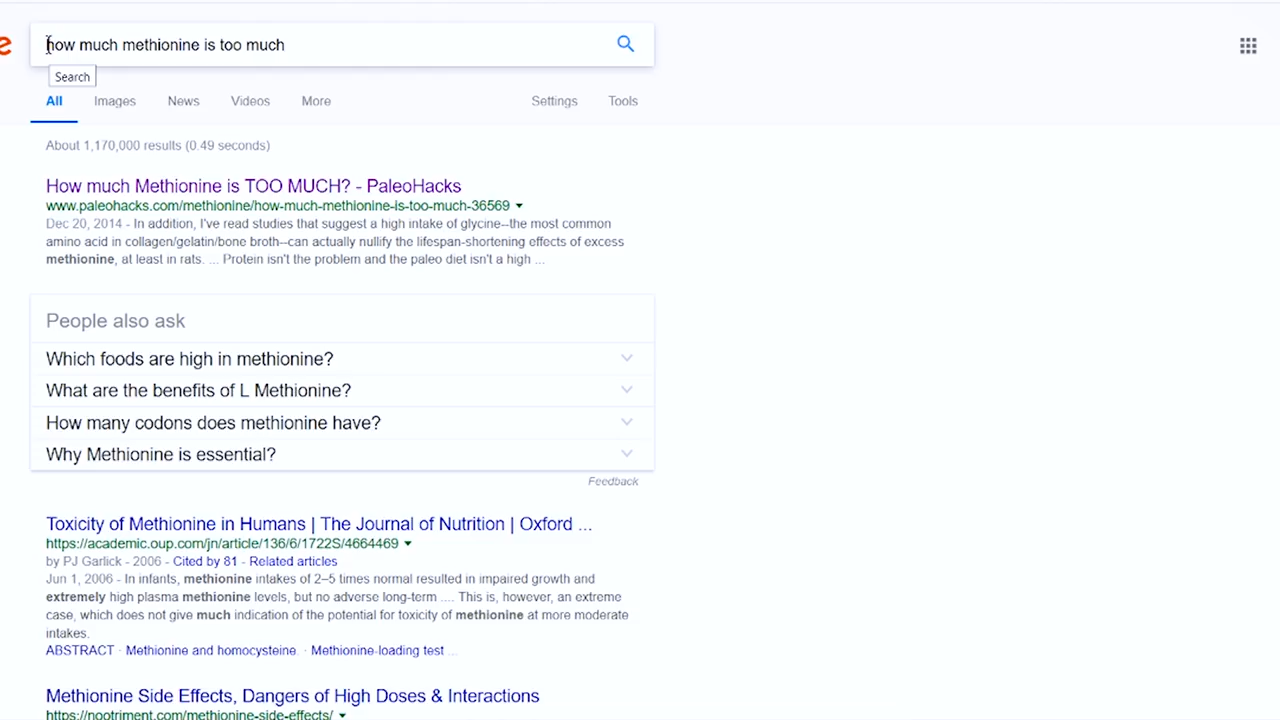 e
how much methionine is too much
Search
All Images News Videos More Settings Tools
About 1,170,000 results (0.49 seconds)
How much Methionine is TOO MUCH? - PaleoHacks
www.paleohacks.com/methionine/how-much-methionine-is-too-much-36569
Dec 20, 2014 - In addition, I've read studies that suggest a high intake of glycine--the most common
amino acid in collagen/gelatin/bone broth--can actually nullify the lifespan-shortening effects of excess
methionine, at least in rats. ... Protein isn't the problem and the paleo diet isn't a high ...
People also ask
Which foods are high in methionine?
What are the benefits of L Methionine?
How many codons does methionine have?
Why Methionine is essential?
Feedback
Toxicity of Methionine in Humans | The Journal of Nutrition | Oxford ...
https://academic.oup.com/jn/article/136/6/1722S/4664469
by PJ Garlick - 2006 - Cited by 81 - Related articles
Jun 1, 2006 - In infants, methionine intakes of 2–5 times normal resulted in impaired growth and
extremely high plasma methionine levels, but no adverse long-term .... This is, however, an extreme
case, which does not give much indication of the potential for toxicity of methionine at more moderate
intakes.
ABSTRACT · Methionine and homocysteine. · Methionine-loading test ...
Methionine Side Effects, Dangers of High Doses & Interactions
https://nootriment.com/methionine-side-effects/